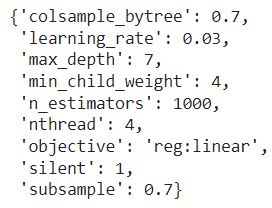 {'colsample_bytree': 0.7,
'learning_rate': 0.03,
'max_depth': 7,
'min_child_weight': 4,
'n_estimators': 1000,
'nthread': 4,
'objective': 'reg:linear',
'silent': 1,
'subsample': 0.7}